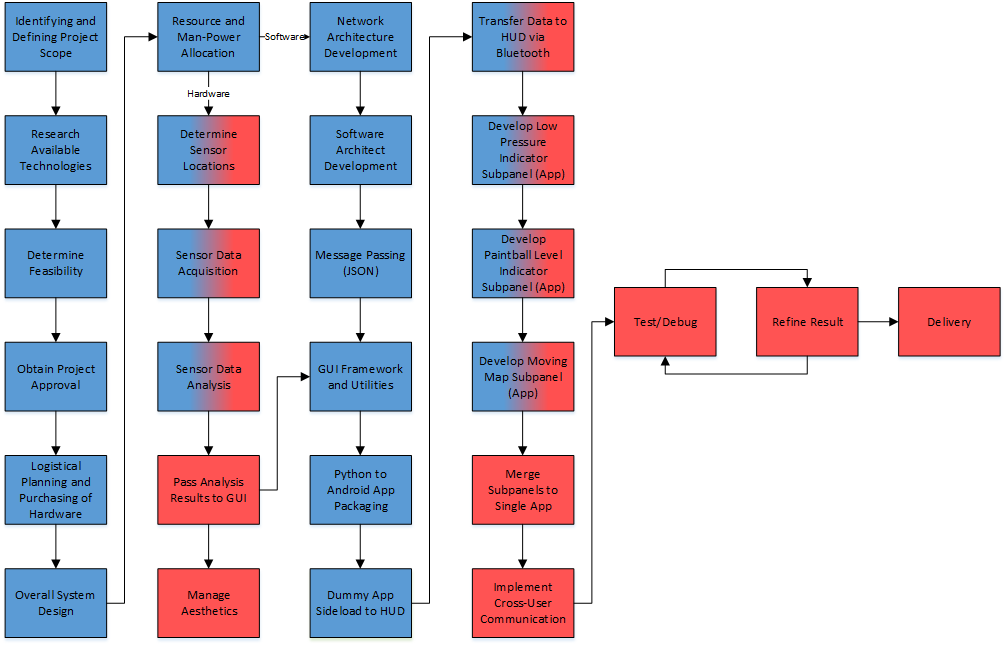 Identifying and
Defining Project
Scope
Research
Available
Technologies
Determine
Feasibility
Obtain Project
Approval
Logistical
Planning and
Purchasing of
Hardware
Overall System
Design
Resource and
Man-Power
Allocation
Software
Hardware
Determine
Sensor
Locations
Sensor Data
Acquisition
Sensor Data
Analysis
Pass Analysis
Results to GUI
Manage
Aesthetics
Network
Architecture
Development
Software
Architect
Development
Message Passing
(JSON)
GUI Framework
and Utilities
Python to
Android App
Packaging
Dummy App
Sideload to HUD
Transfer Data to
HUD via
Bluetooth
Develop Low
Pressure
Indicator
Subpanel (App)
Develop
Paintball Level
Indicator
Subpanel (App)
Develop Moving
Map Subpanel
(App)
Merge
Subpanels to
Single App
Implement
Cross-User
Communication
Test/Debug
Refine Result
Delivery